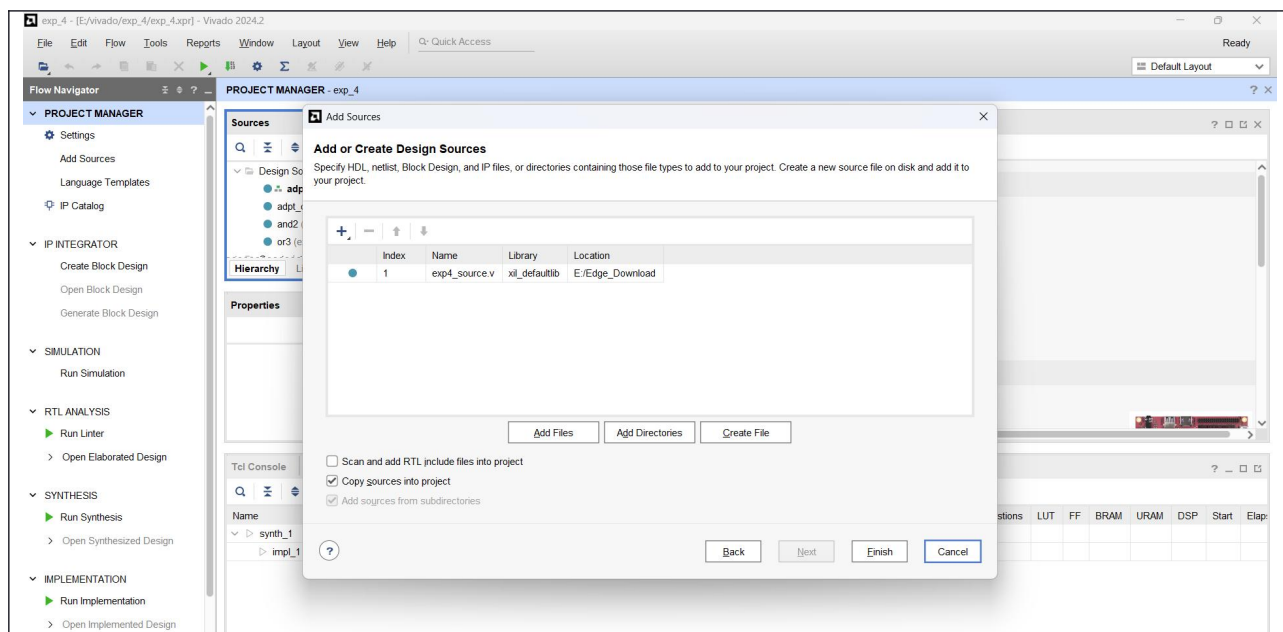 exp_4 - [E:/vivado/exp_4/exp_4.xpr] - Vivado 2024.2
File Edit Flow Tools Reports Window Layout View Help Q- Quick Access Ready
Default Layout
Flow Navigator
PROJECT MANAGER - exp_4
PROJECT MANAGER
Settings
Add Sources
Language Templates
IP Catalog
IP INTEGRATOR
Create Block Design
Open Block Design
Generate Block Design
SIMULATION
Run Simulation
RTL ANALYSIS
Run Linter
Open Elaborated Design
SYNTHESIS
Run Synthesis
Open Synthesized Design
IMPLEMENTATION
Run Implementation
Open Implemented Design
Sources
Design So
adp
adpt_
and2
or3 (e
Hierarchy
Properties
Add Sources
Add or Create Design Sources
Specify HDL, netlist, Block Design, and IP files, or directories containing those file types to add to your project. Create a new source file on disk and add it to
your project.
Index Name Library Location
1 exp4_source.v xil_defaultlib E:/Edge_Download
Add Files Add Directories Create File
Scan and add RTL include files into project
Copy sources into project
Add sources from subdirectories
? Back Next Finish Cancel
Tcl Console
Name stions LUT FF BRAM URAM DSP Start Elap
synth_1
impl_1